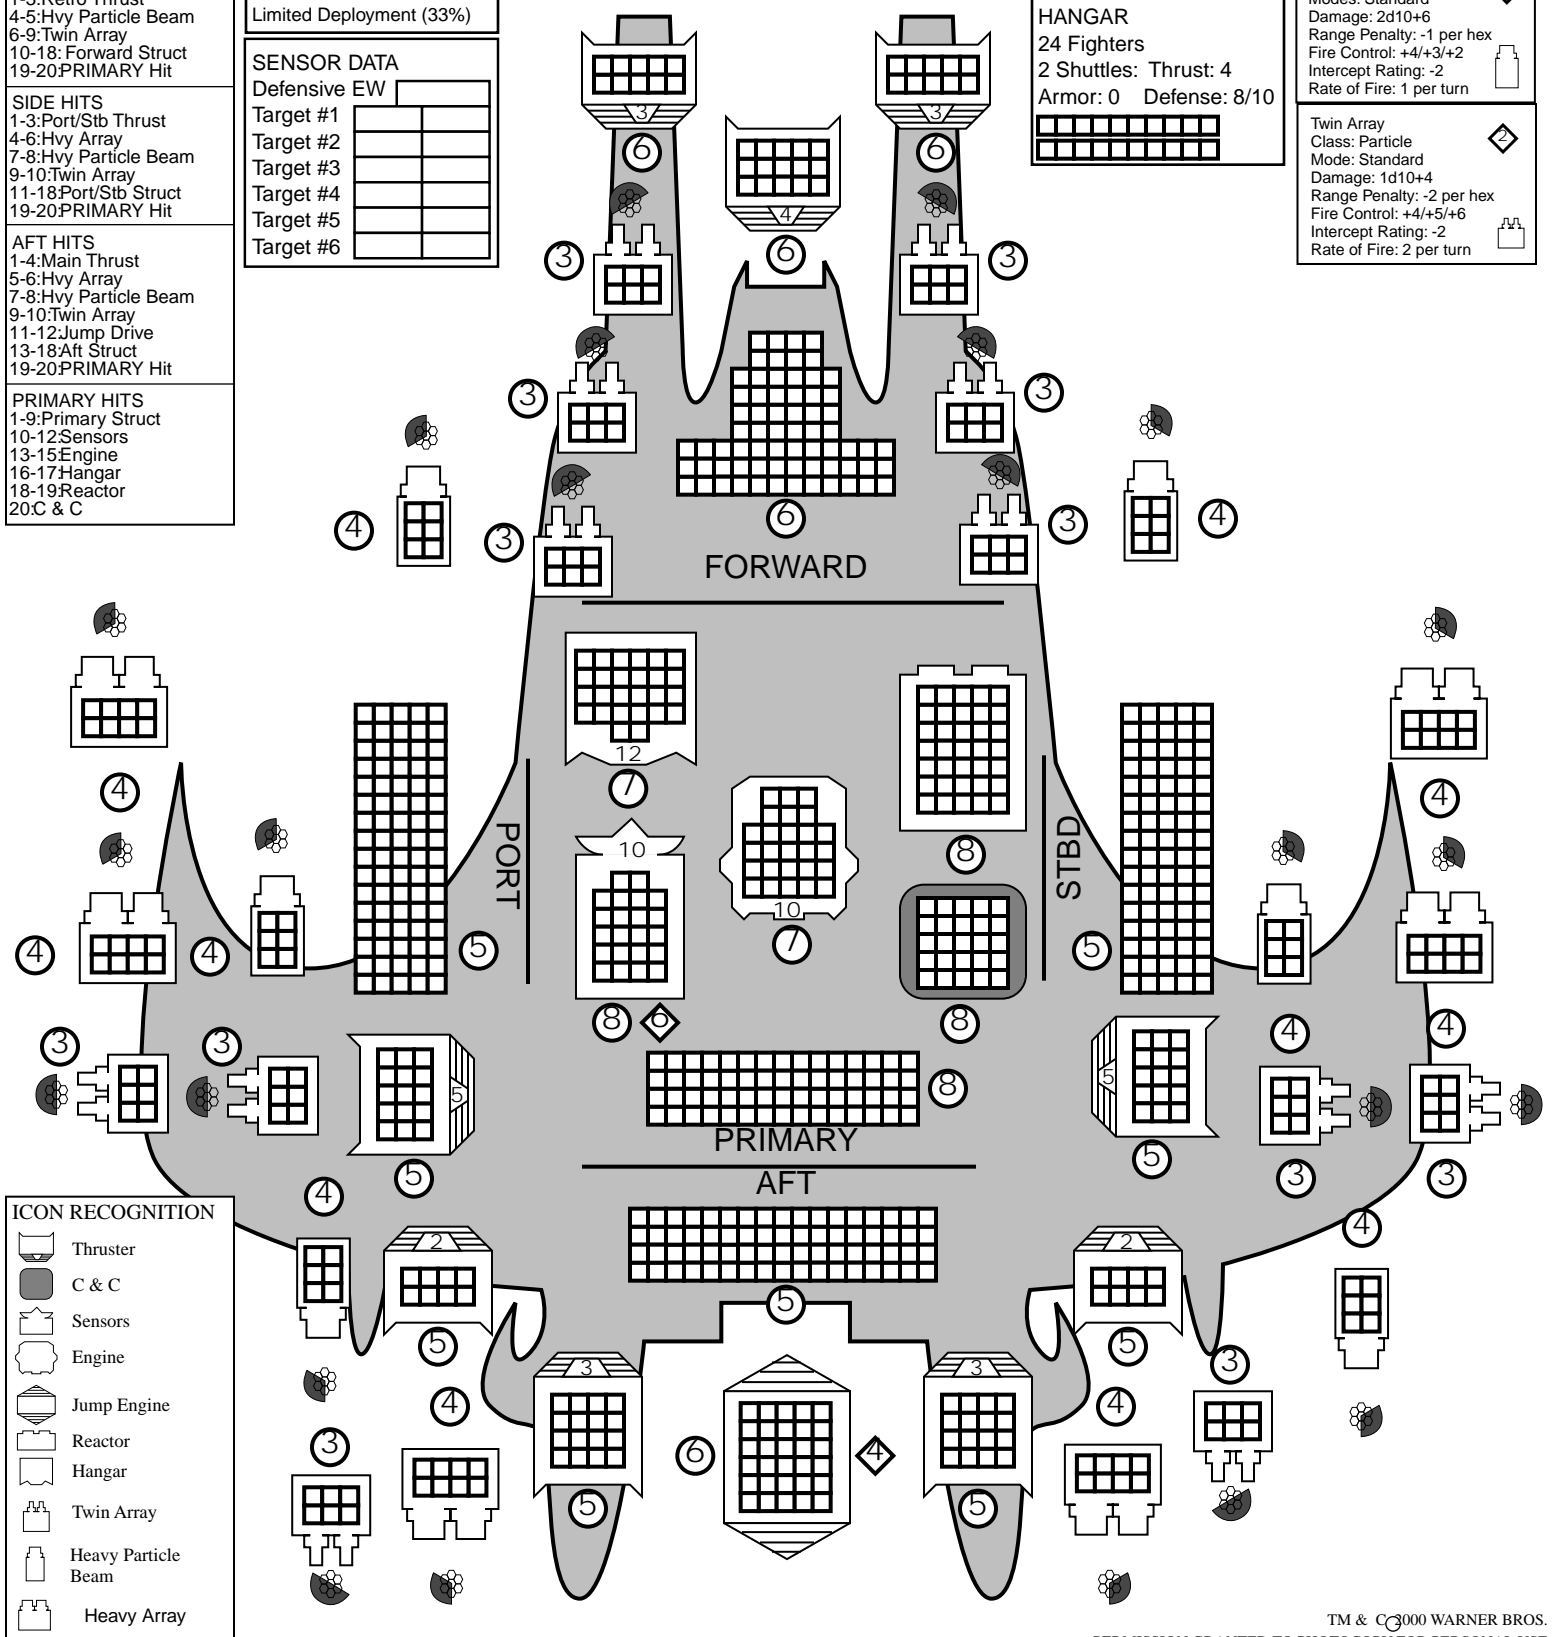 4-5:Hvy Particle Beam
6-9:Twin Array
10-18: Forward Struct
19-20:PRIMARY Hit
SIDE HITS
1-3:Port/Stb Thrust
4-6:Hvy Array
7-8:Hvy Particle Beam
9-10:Twin Array
11-18:Port/Stb Struct
19-20:PRIMARY Hit
AFT HITS
1-4:Main Thrust
5-6:Hvy Array
7-8:Hvy Particle Beam
9-10:Twin Array
11-12:Jump Drive
13-18:Aft Struct
19-20:PRIMARY Hit
PRIMARY HITS
1-9:Primary Struct
10-12:Sensors
13-15:Engine
16-17:Hangar
18-19:Reactor
20:C & C
Limited Deployment (33%)
SENSOR DATA
Defensive EW
Target #1
Target #2
Target #3
Target #4
Target #5
Target #6
HANGAR
24 Fighters
2 Shuttles: Thrust: 4
Armor: 0 Defense: 8/10
Modes: Standard
Damage: 2d10+6
Range Penalty: -1 per hex
Fire Control: +4/+3/+2
Intercept Rating: -2
Rate of Fire: 1 per turn
Twin Array
Class: Particle
Mode: Standard
Damage: 1d10+4
Range Penalty: -2 per hex
Fire Control: +4/+5/+6
Intercept Rating: -2
Rate of Fire: 2 per turn
2
3 3
6 6
4
6
3 3
3 3
4 3 6 3 4
FORWARD
12
7
4 4
PORT
STBD
10
8
10
7
4 4 5 5
8 6 8
3 3 4 4
5 8 5
PRIMARY
5 5 3 3
AFT
4 4
2 2
5
5 5 3
3 3
4 4
3 6 4
5 5
ICON RECOGNITION
Thruster
C & C
Sensors
Engine
Jump Engine
Reactor
Hangar
Twin Array
Heavy Particle
Beam
Heavy Array
TM & C 2000 WARNER BROS.